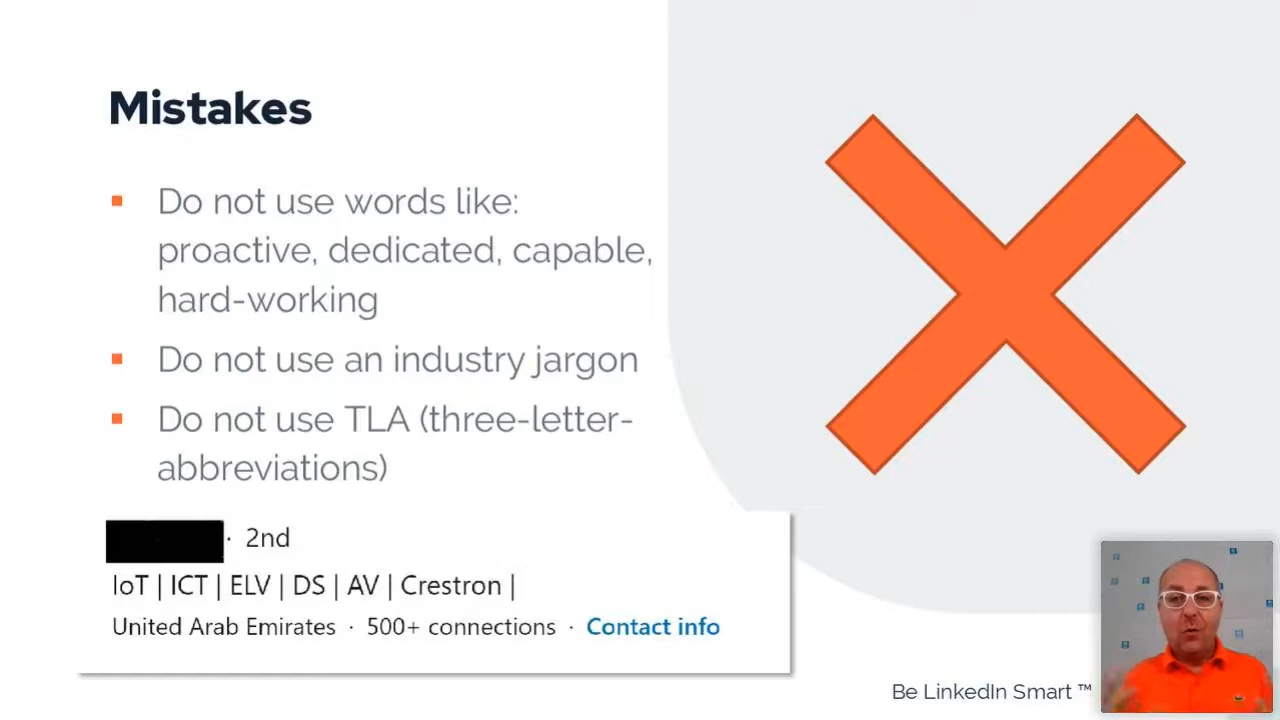 Mistakes
Do not use words like:
proactive, dedicated, capable,
hard-working
Do not use an industry jargon
Do not use TLA (three-letter-
abbreviations)
· 2nd
IoT | ICT | ELV | DS | AV | Crestron |
United Arab Emirates · 500+ connections · Contact info
Be LinkedIn Smart ™